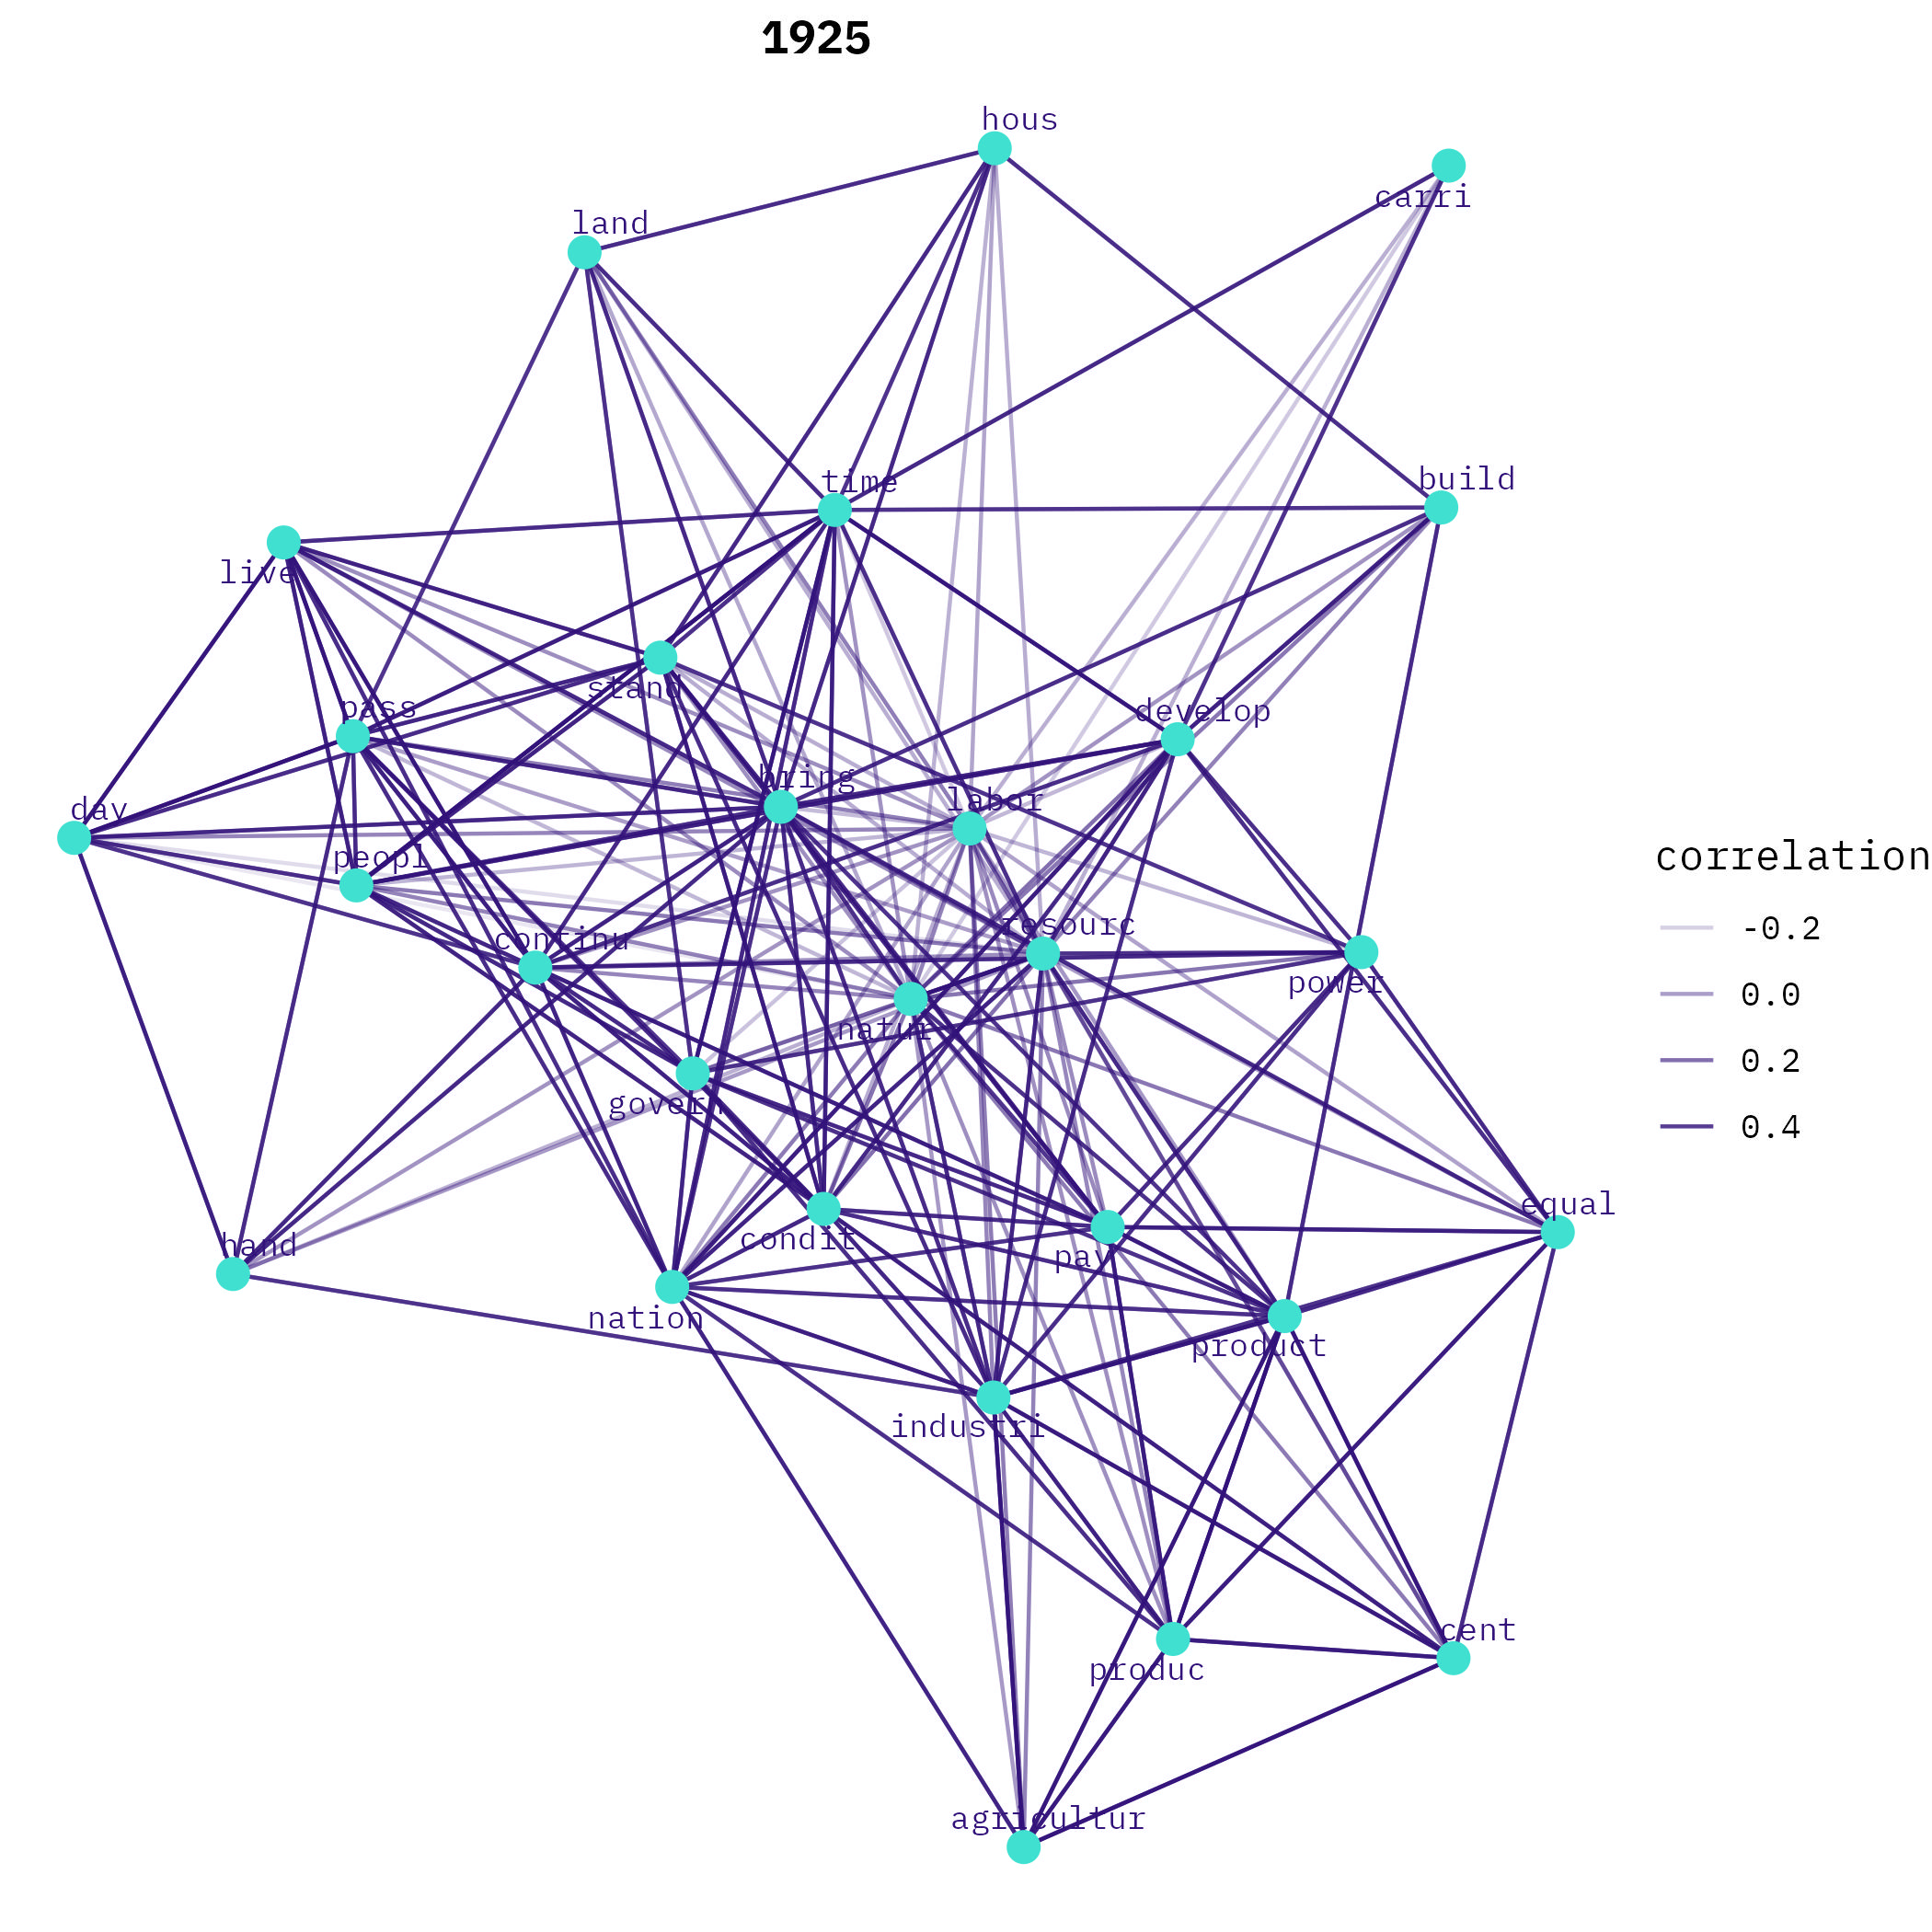 1925
hous
carri
land
time
build
live
stand
pass
develop
bring
labor
day
peopl
resourc
continu
power
natur
govern
equal
hand
condit
pay
nation
product
industri
cent
produc
agricultur
correlation
-0.2
0.0
0.2
0.4